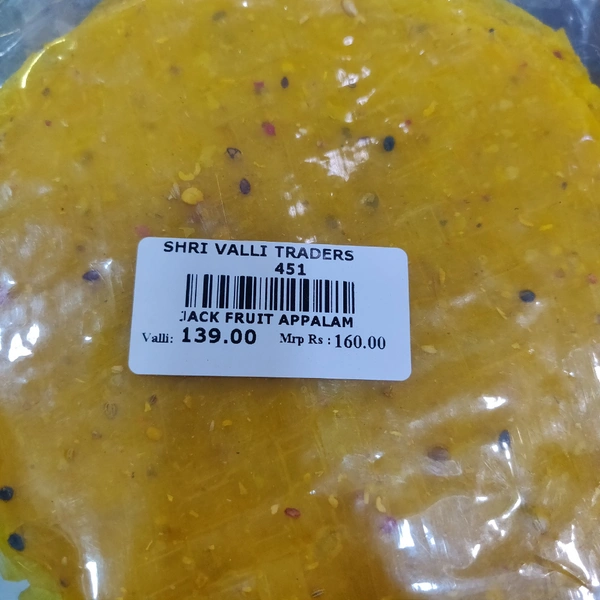 SHRI VALLI TRADERS
451
JACK FRUIT APPALAM
Valli: 139.00 Mrp Rs : 160.00